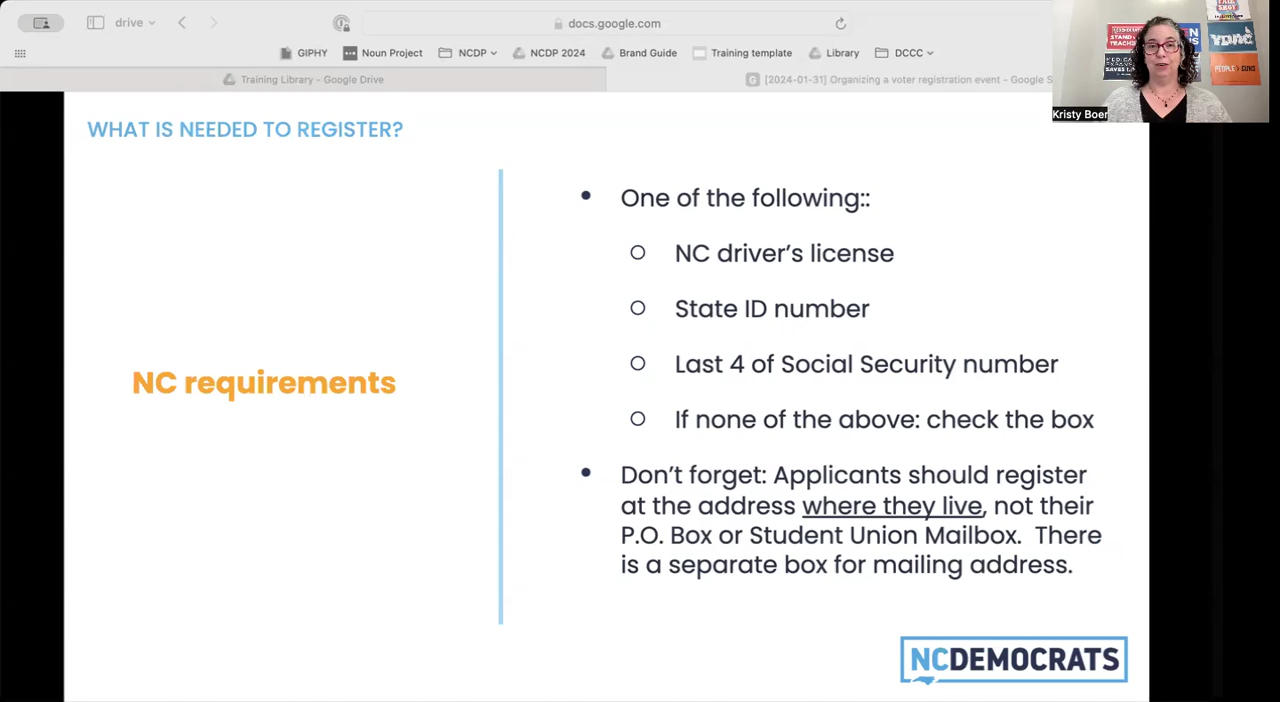 drive
docs.google.com
GIPHY
Noun Project
NCDP
NCDP 2024
Brand Guide
Training template
Library
DCCC
Training Library - Google Drive
[2024-01-31] Organizing a voter registration event - Google S
Kristy Boer
WHAT IS NEEDED TO REGISTER?
NC requirements
• One of the following::
NC driver's license
State ID number
Last 4 of Social Security number
If none of the above: check the box
• Don't forget: Applicants should register
at the address where they live, not their
P.O. Box or Student Union Mailbox. There
is a separate box for mailing address.
NCDEMOCRATS